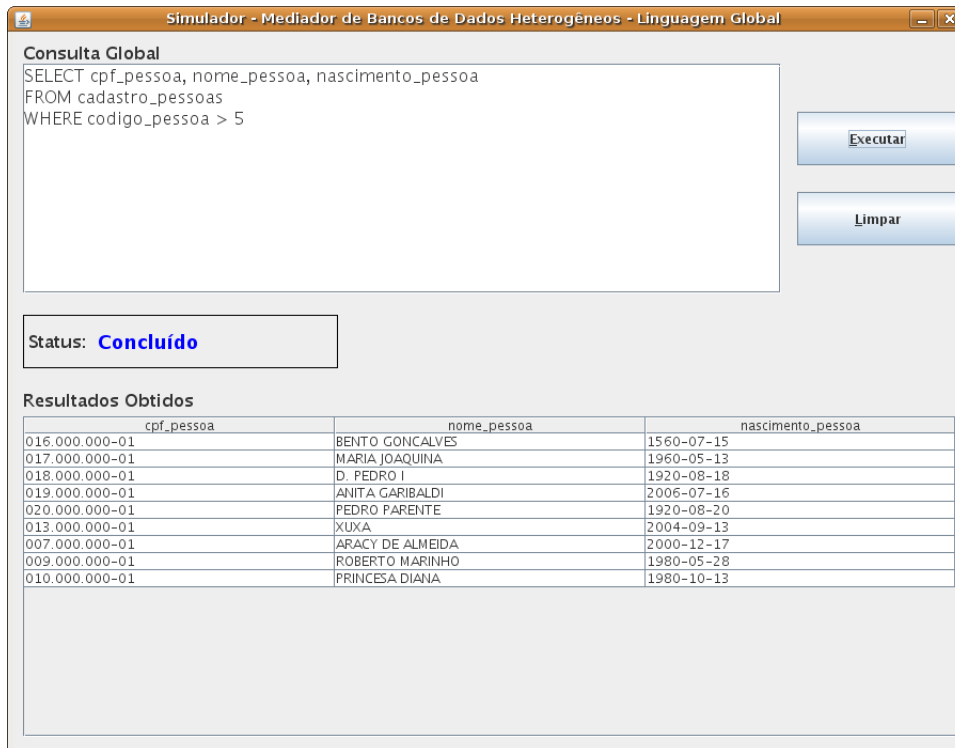 Simulador - Mediador de Bancos de Dados Heterogêneos - Linguagem Global
Consulta Global
SELECT cpf_pessoa, nome_pessoa, nascimento_pessoa
FROM cadastro_pessoas
WHERE codigo_pessoa > 5
Executar
Limpar
Status: Concluído
Resultados Obtidos
cpf_pessoa nome_pessoa nascimento_pessoa
016.000.000-01 BENTO GONCALVES 1560-07-15
017.000.000-01 MARIA JOAQUINA 1960-05-13
018.000.000-01 D. PEDRO I 1920-08-18
019.000.000-01 ANITA GARIBALDI 2006-07-16
020.000.000-01 PEDRO PARENTE 1920-08-20
013.000.000-01 XUXA 2004-09-13
007.000.000-01 ARACY DE ALMEIDA 2000-12-17
009.000.000-01 ROBERTO MARINHO 1980-05-28
010.000.000-01 PRINCESA DIANA 1980-10-13